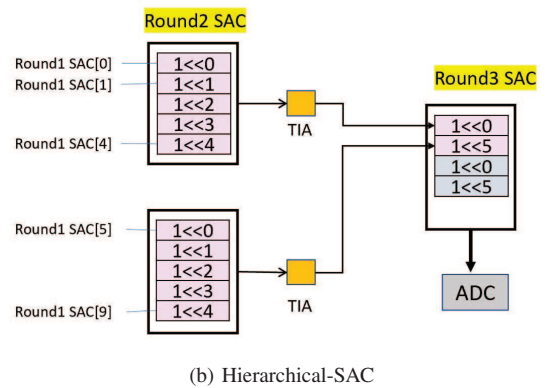 Round2 SAC
Round1 SAC[0]
Round1 SAC[1]
Round1 SAC[4]
1<<0
1<<1
1<<2
1<<3
1<<4
TIA
Round3 SAC
1<<0
1<<5
1<<0
1<<5
ADC
Round1 SAC[5]
Round1 SAC[9]
1<<0
1<<1
1<<2
1<<3
1<<4
TIA
(b) Hierarchical-SAC